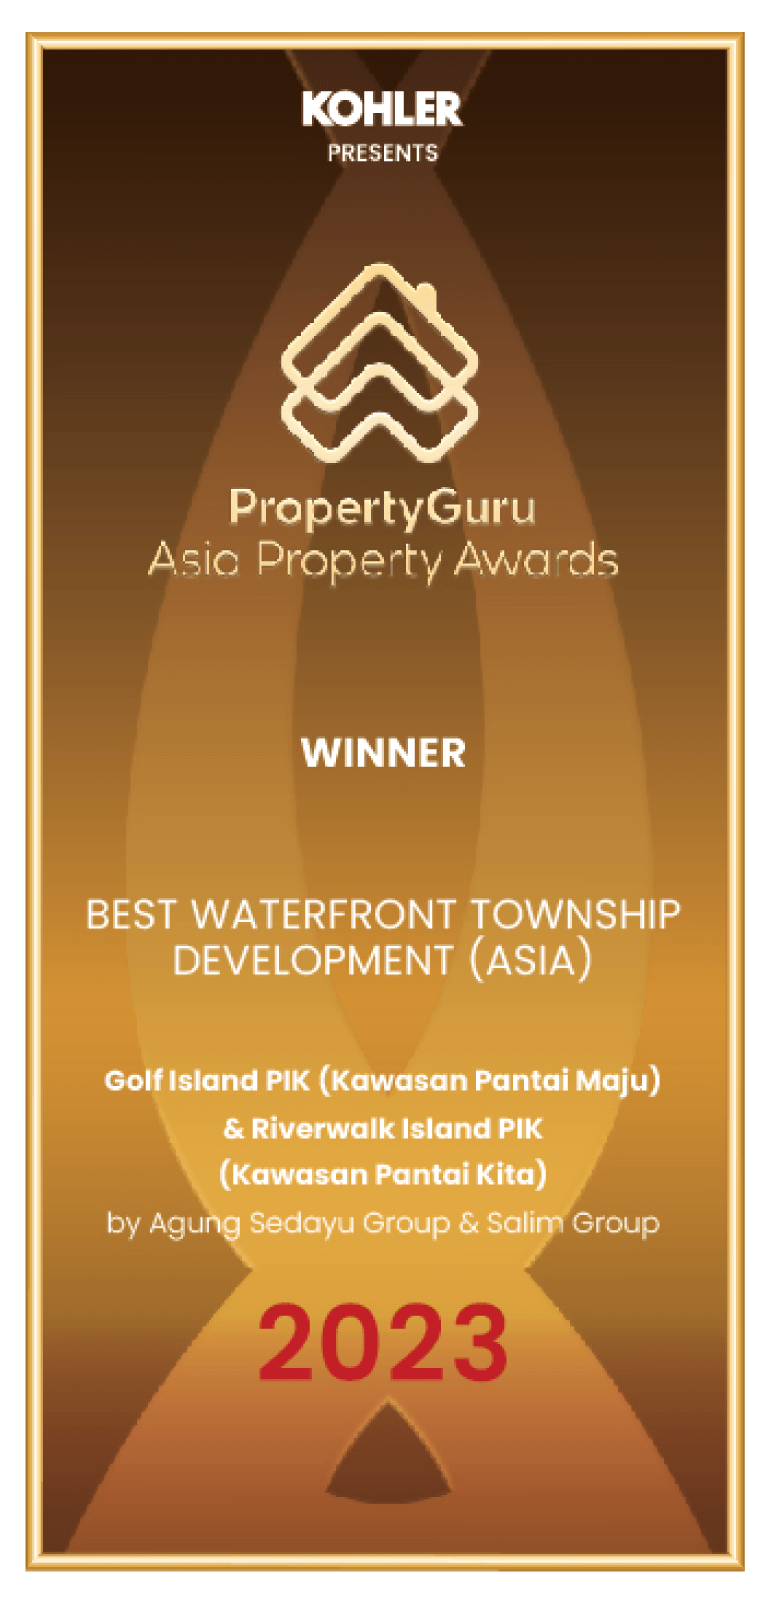 KOHLER
PRESENTS
PropertyGuru
Asia Property Awards
WINNER
BEST WATERFRONT TOWNSHIP
DEVELOPMENT (ASIA)
Golf Island PIK (Kawasan Pantai Maju)
& Riverwalk Island PIK
(Kawasan Pantai Kita)
by Agung Sedayu Group & Salim Group
2023